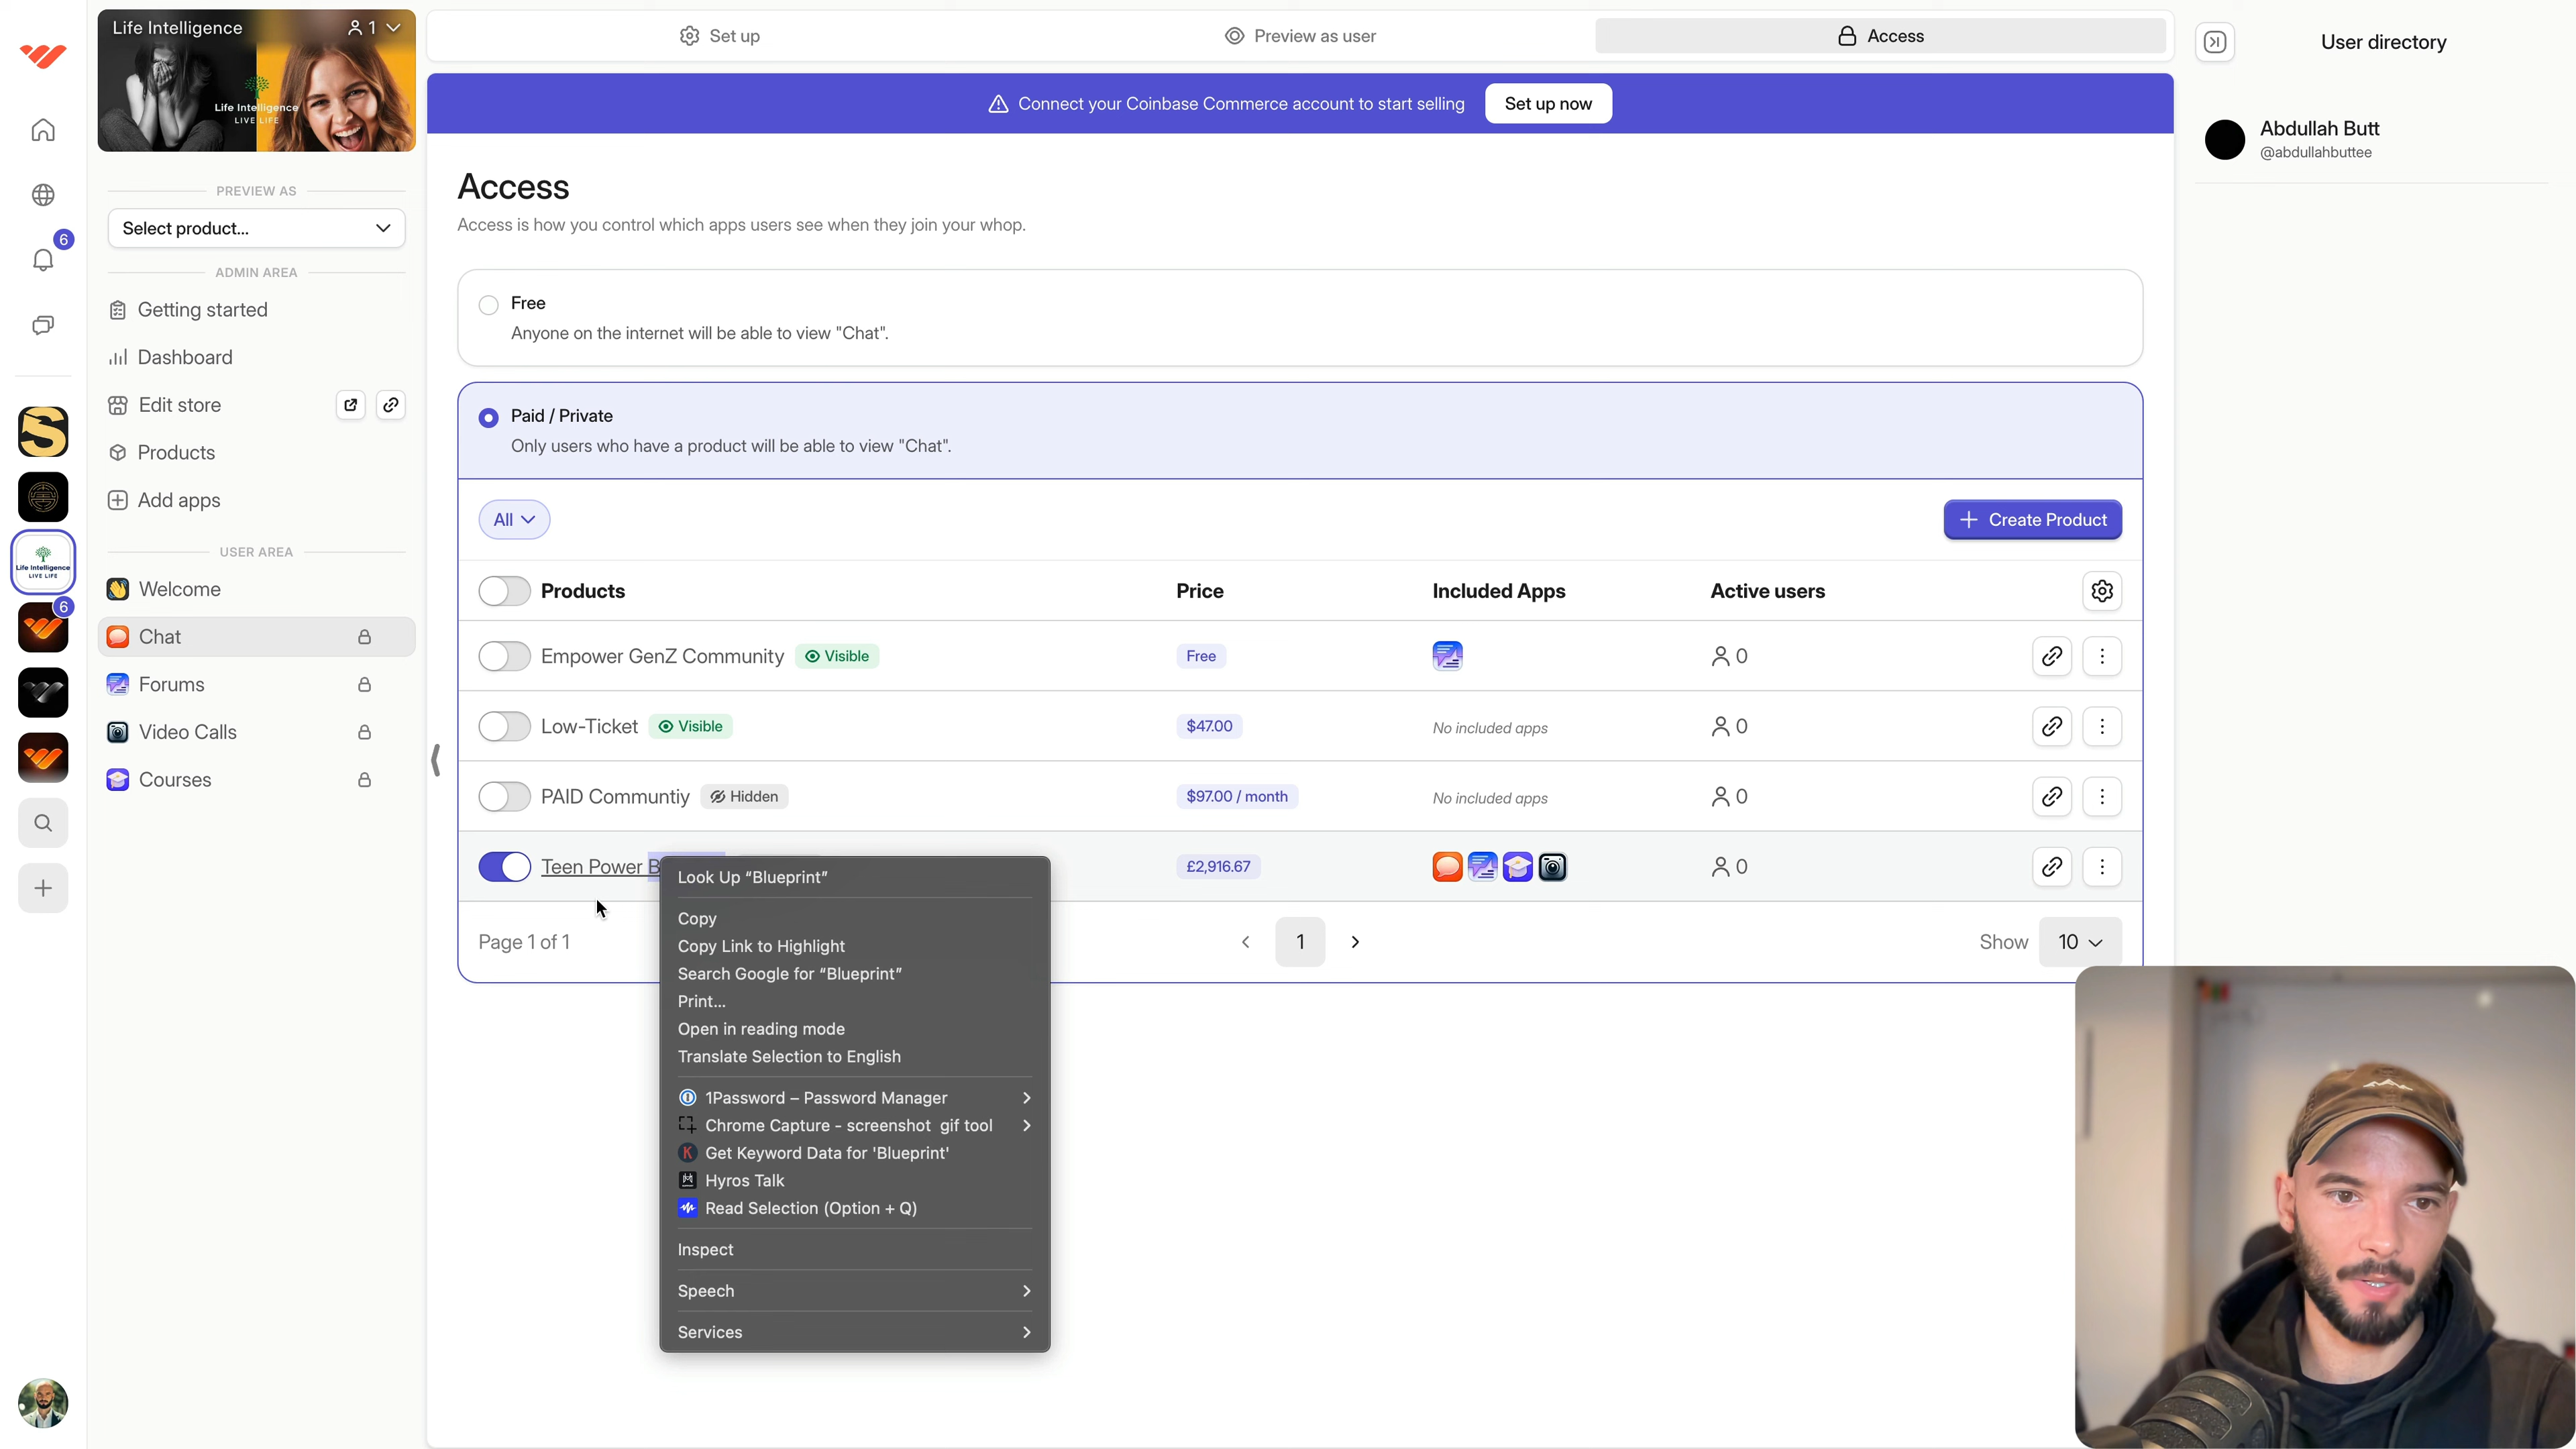 Life Intelligence
1
Life Intelligence
LIVE LIFE
PREVIEW AS
Select product...
ADMIN AREA
Getting started
Dashboard
Edit store
Products
Add apps
USER AREA
Welcome
Chat
Forums
Video Calls
Courses
6
Life Intelligence
LIVE LIFE
6
Set up
Preview as user
Access
Connect your Coinbase Commerce account to start selling
Set up now
Access
Access is how you control which apps users see when they join your whop.
Free
Anyone on the internet will be able to view "Chat".
Paid / Private
Only users who have a product will be able to view "Chat".
All
Create Product
Products Price Included Apps Active users
Empower GenZ Community Visible Free 0
Low-Ticket Visible $47.00 No included apps 0
PAID Communtiy Hidden $97.00 / month No included apps 0
Teen Power B £2,916.67 0
Page 1 of 1 1 Show 10
Look Up “Blueprint”
Copy
Copy Link to Highlight
Search Google for “Blueprint”
Print...
Open in reading mode
Translate Selection to English
1Password – Password Manager
Chrome Capture - screenshot gif tool
Get Keyword Data for 'Blueprint'
Hyros Talk
Read Selection (Option + Q)
Inspect
Speech
Services
User directory
Abdullah Butt
@abdullahbuttee